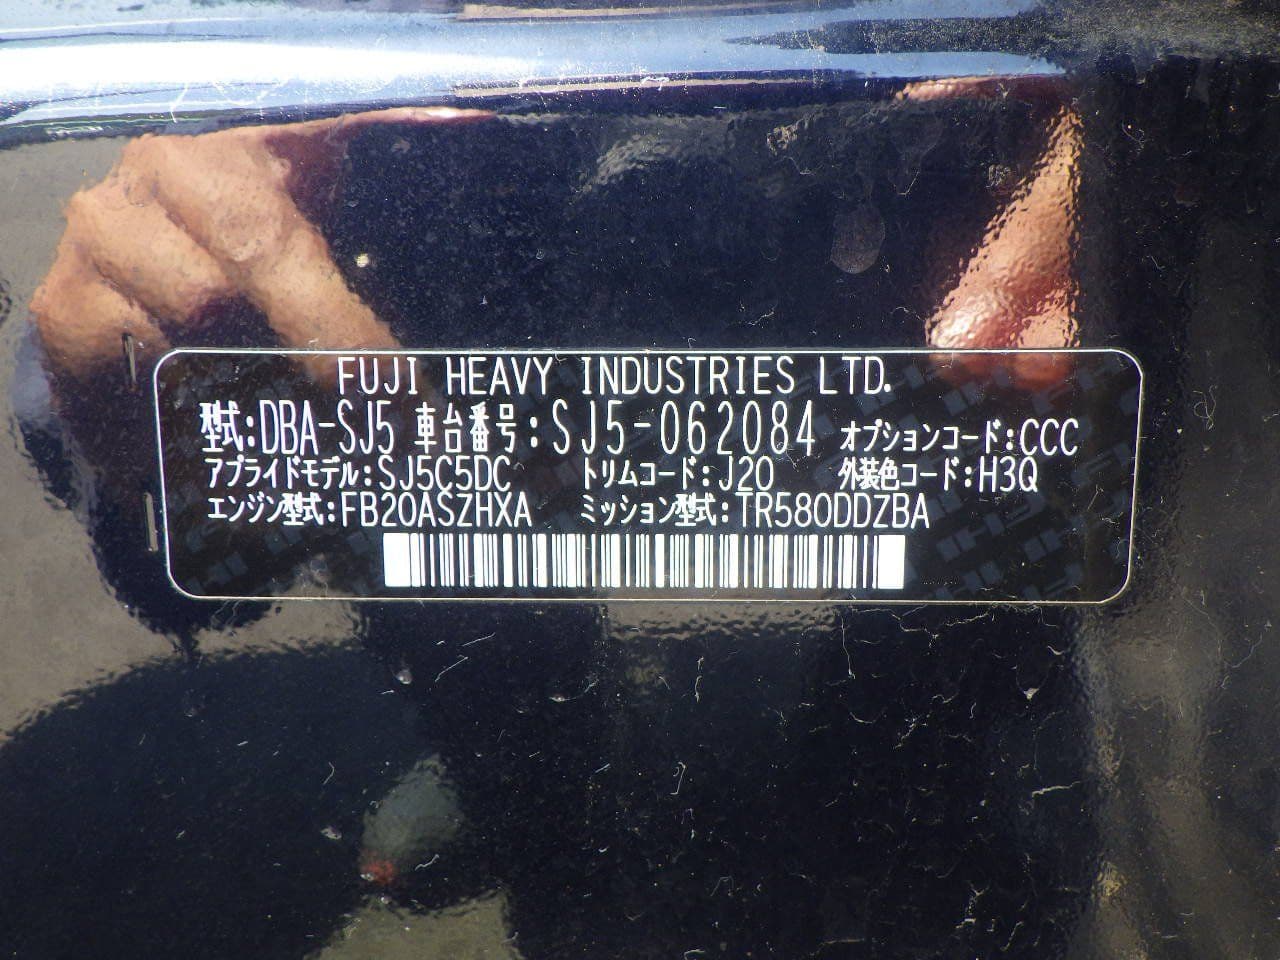 FUJI HEAVY INDUSTRIES LTD.
型式:DBA-SJ5 車台番号:SJ5-062084 オプションコード:CCC
アプライドモデル:SJ5C5DC トリムコード:J20 外装色コード:H3Q
エンジン型式:FB20ASZHXA ミッション型式:TR580DDZBA